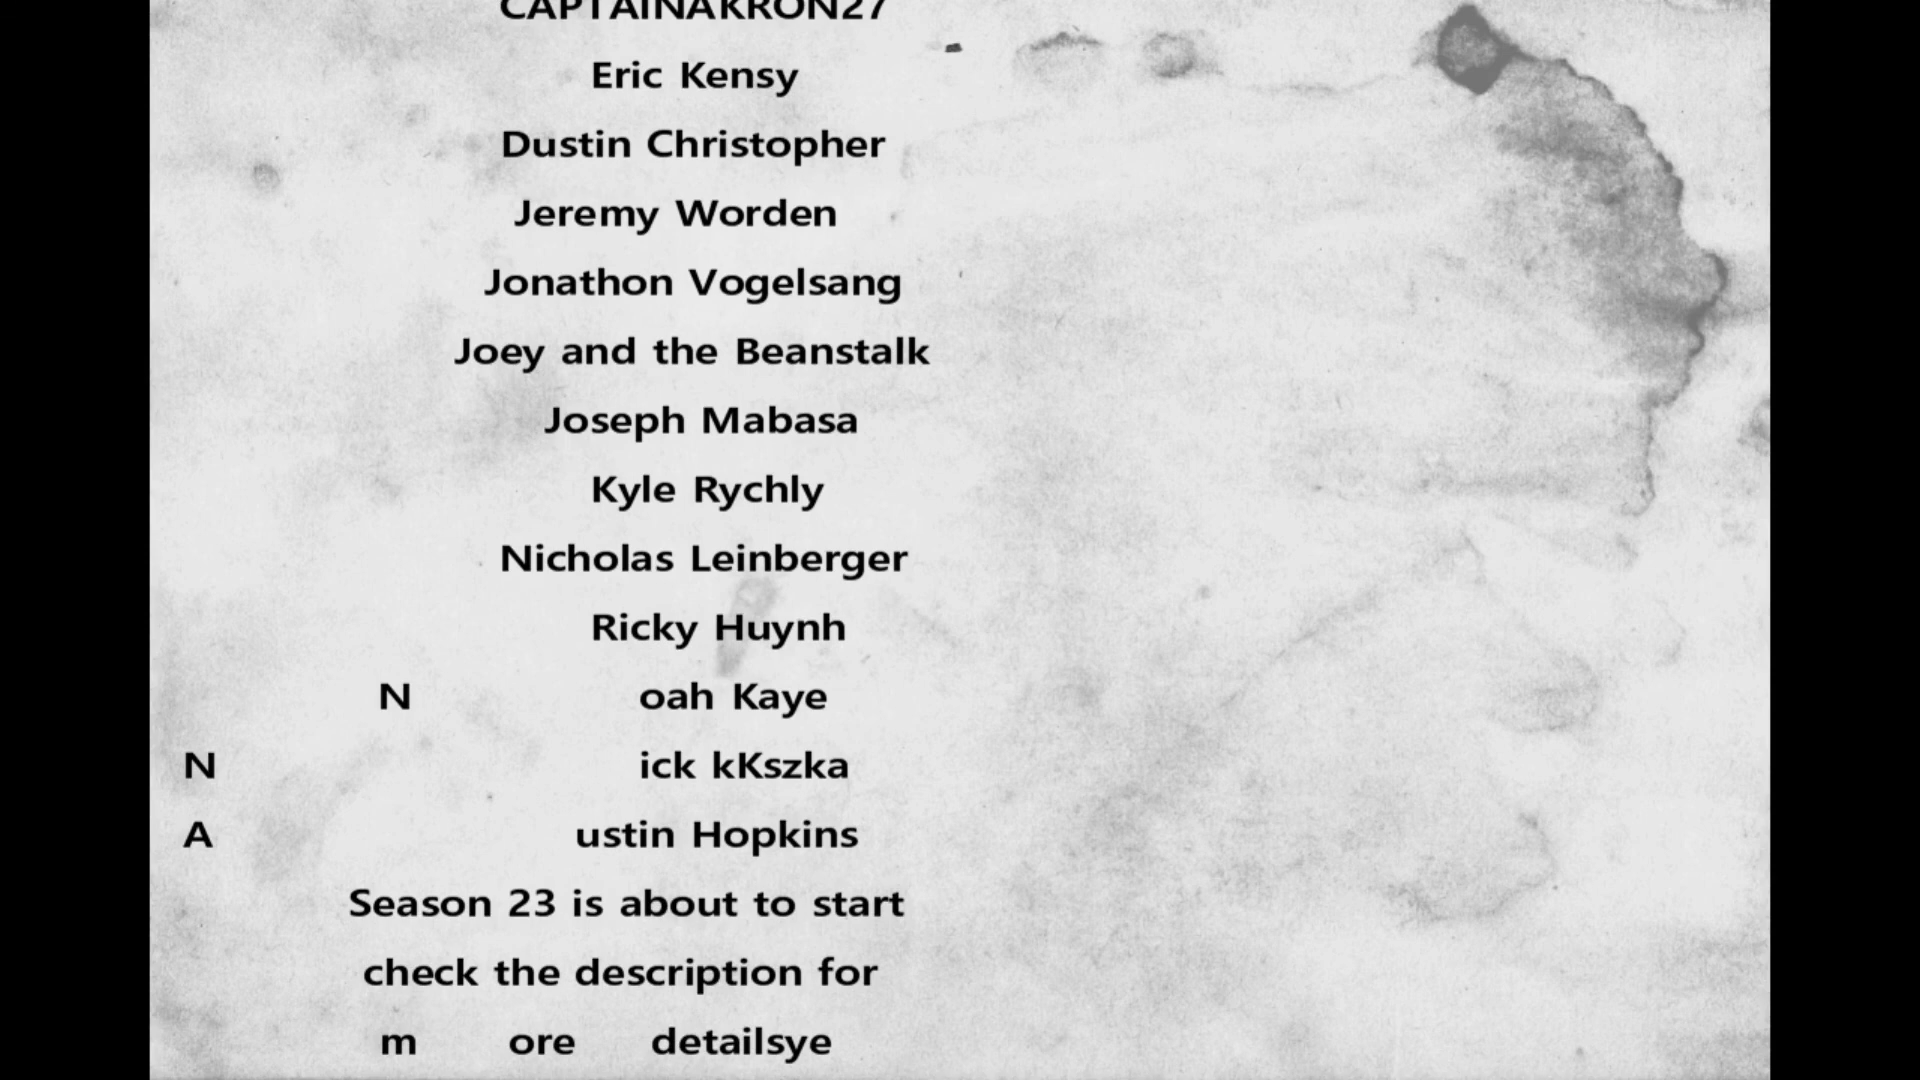 CAPTAINAKRON27
Eric Kensy
Dustin Christopher
Jeremy Worden
Jonathon Vogelsang
Joey and the Beanstalk
Joseph Mabasa
Kyle Rychly
Nicholas Leinberger
Ricky Huynh
N oah Kaye
N ick kKszka
A ustin Hopkins
Season 23 is about to start
check the description for
m ore detailsye